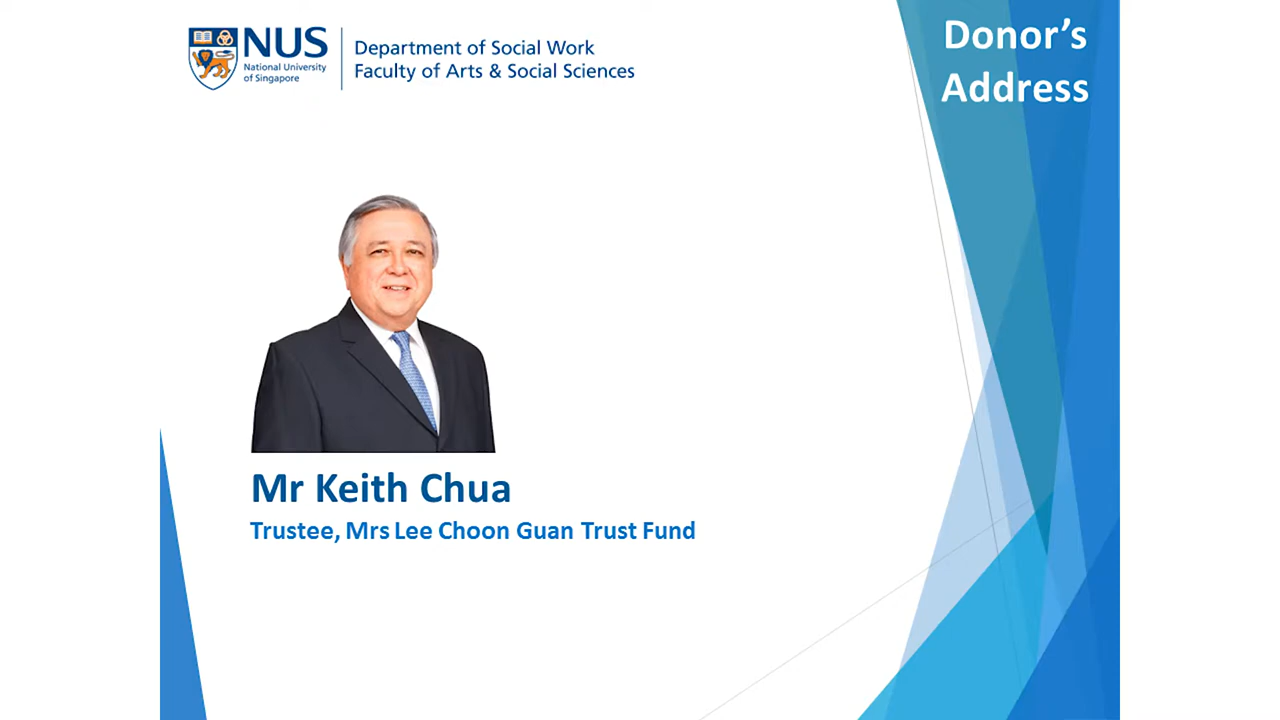 NUS
National University
of Singapore
Department of Social Work
Faculty of Arts & Social Sciences
Donor's
Address
Mr Keith Chua
Trustee, Mrs Lee Choon Guan Trust Fund